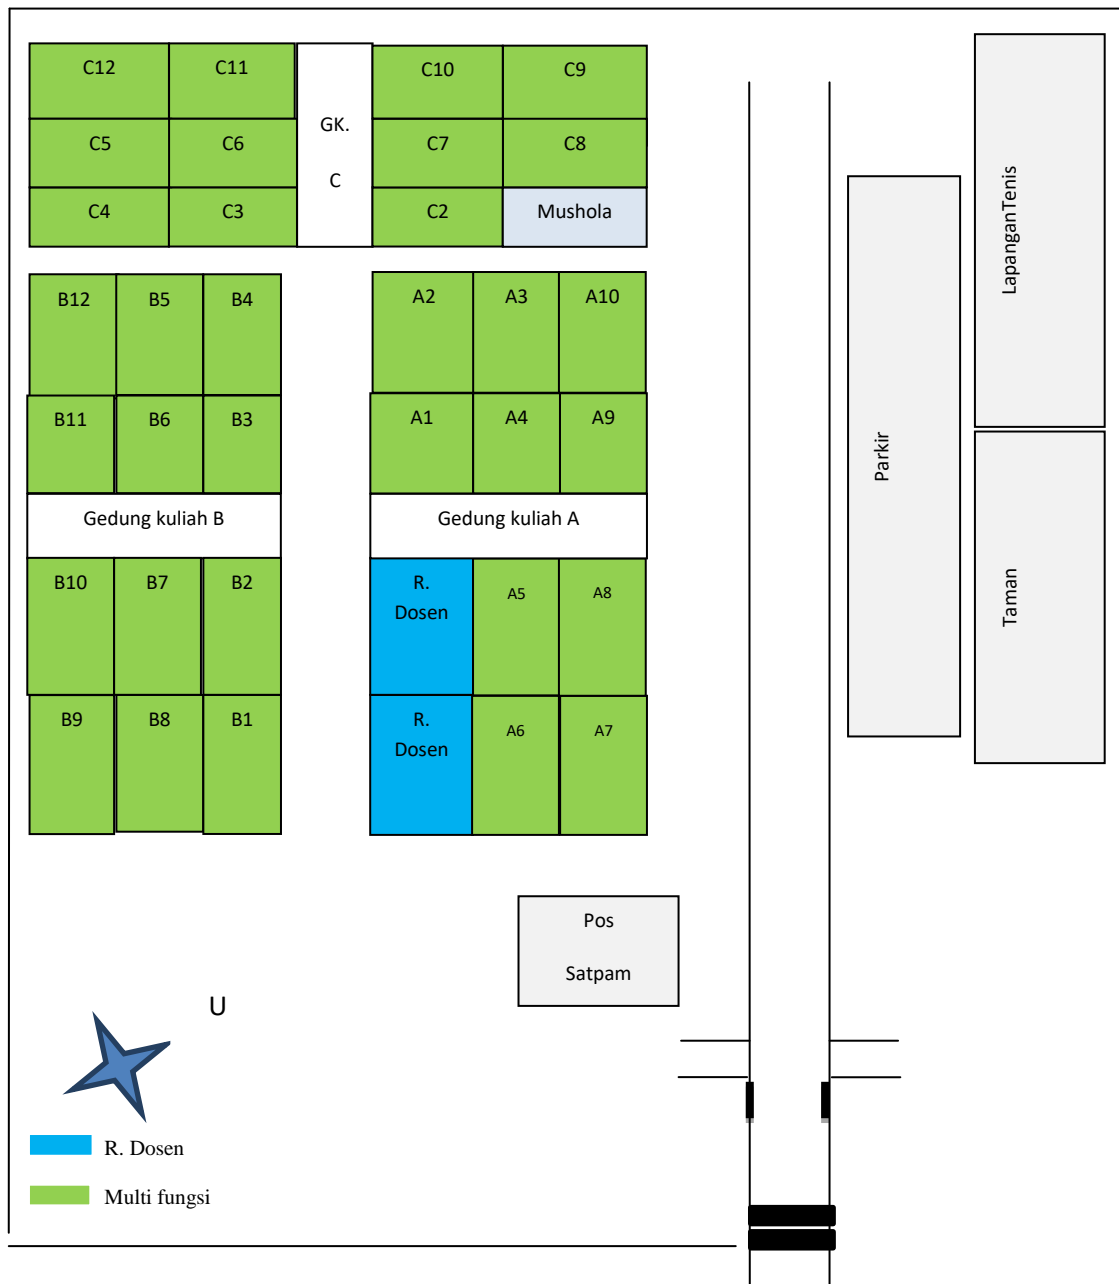 C12 C11 C10 C9
GK.
C5 C6 C7 C8
C
C4 C3 C2 Mushola
B12 B5 B4 A2 A3 A10
B11 B6 B3 A1 A4 A9
Gedung kuliah B Gedung kuliah A
B10 B7 B2 R. A5 A8
Dosen
B9 B8 B1 R. A6 A7
Dosen
LapanganTenis
Parkir
Taman
Pos
Satpam
U
R. Dosen
Multi fungsi